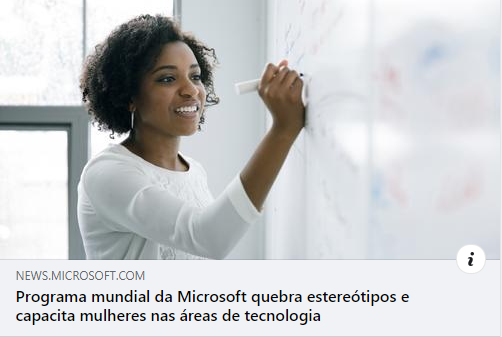 NEWS.MICROSOFT.COM
Programa mundial da Microsoft quebra estereótipos e
capacita mulheres nas áreas de tecnologia